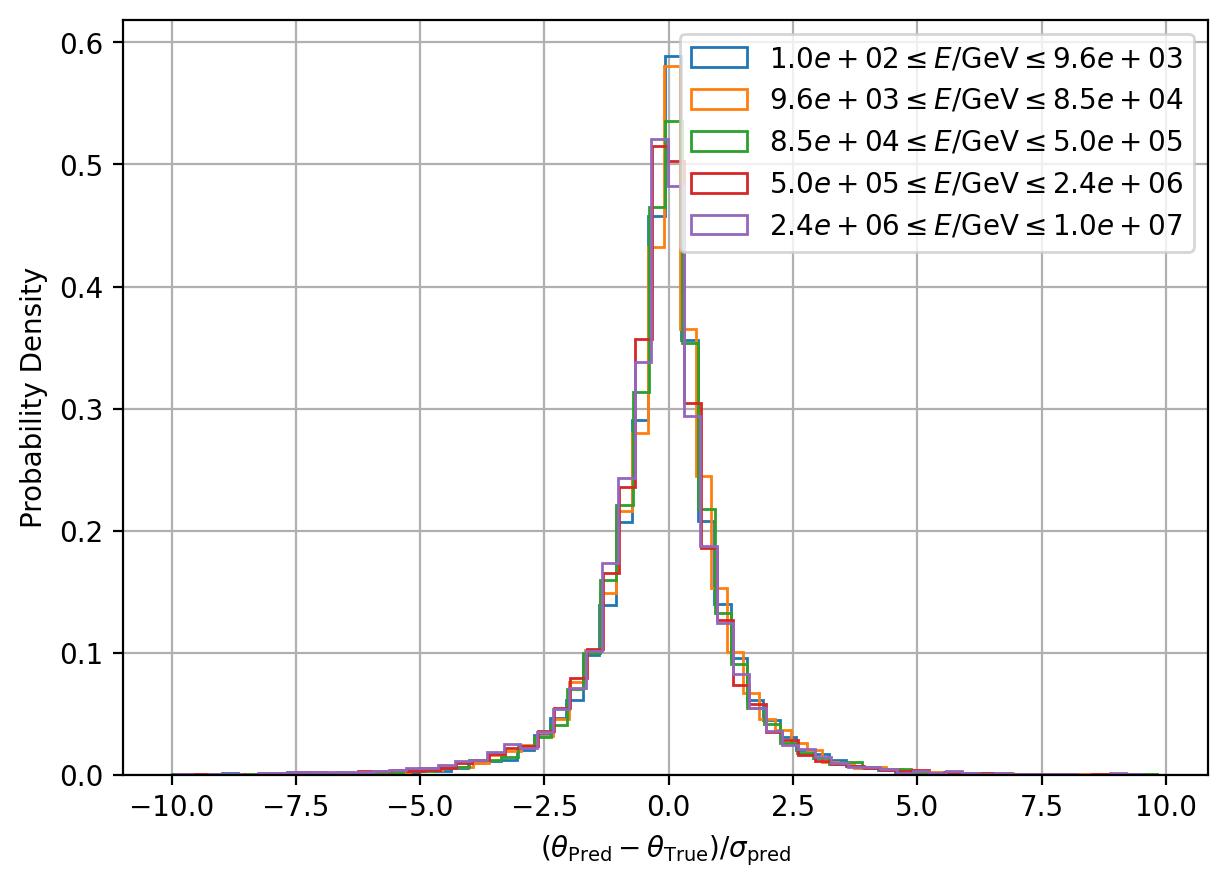 0.6
0.5
0.4
0.3
0.2
0.1
0.0
Probability Density
1.0e + 02 ≤ E/GeV ≤ 9.6e + 03
9.6e + 03 ≤ E/GeV ≤ 8.5e + 04
8.5e + 04 ≤ E/GeV ≤ 5.0e + 05
5.0e + 05 ≤ E/GeV ≤ 2.4e + 06
2.4e + 06 ≤ E/GeV ≤ 1.0e + 07
−10.0 −7.5 −5.0 −2.5 0.0 2.5 5.0 7.5 10.0
(θPred − θTrue)/σpred